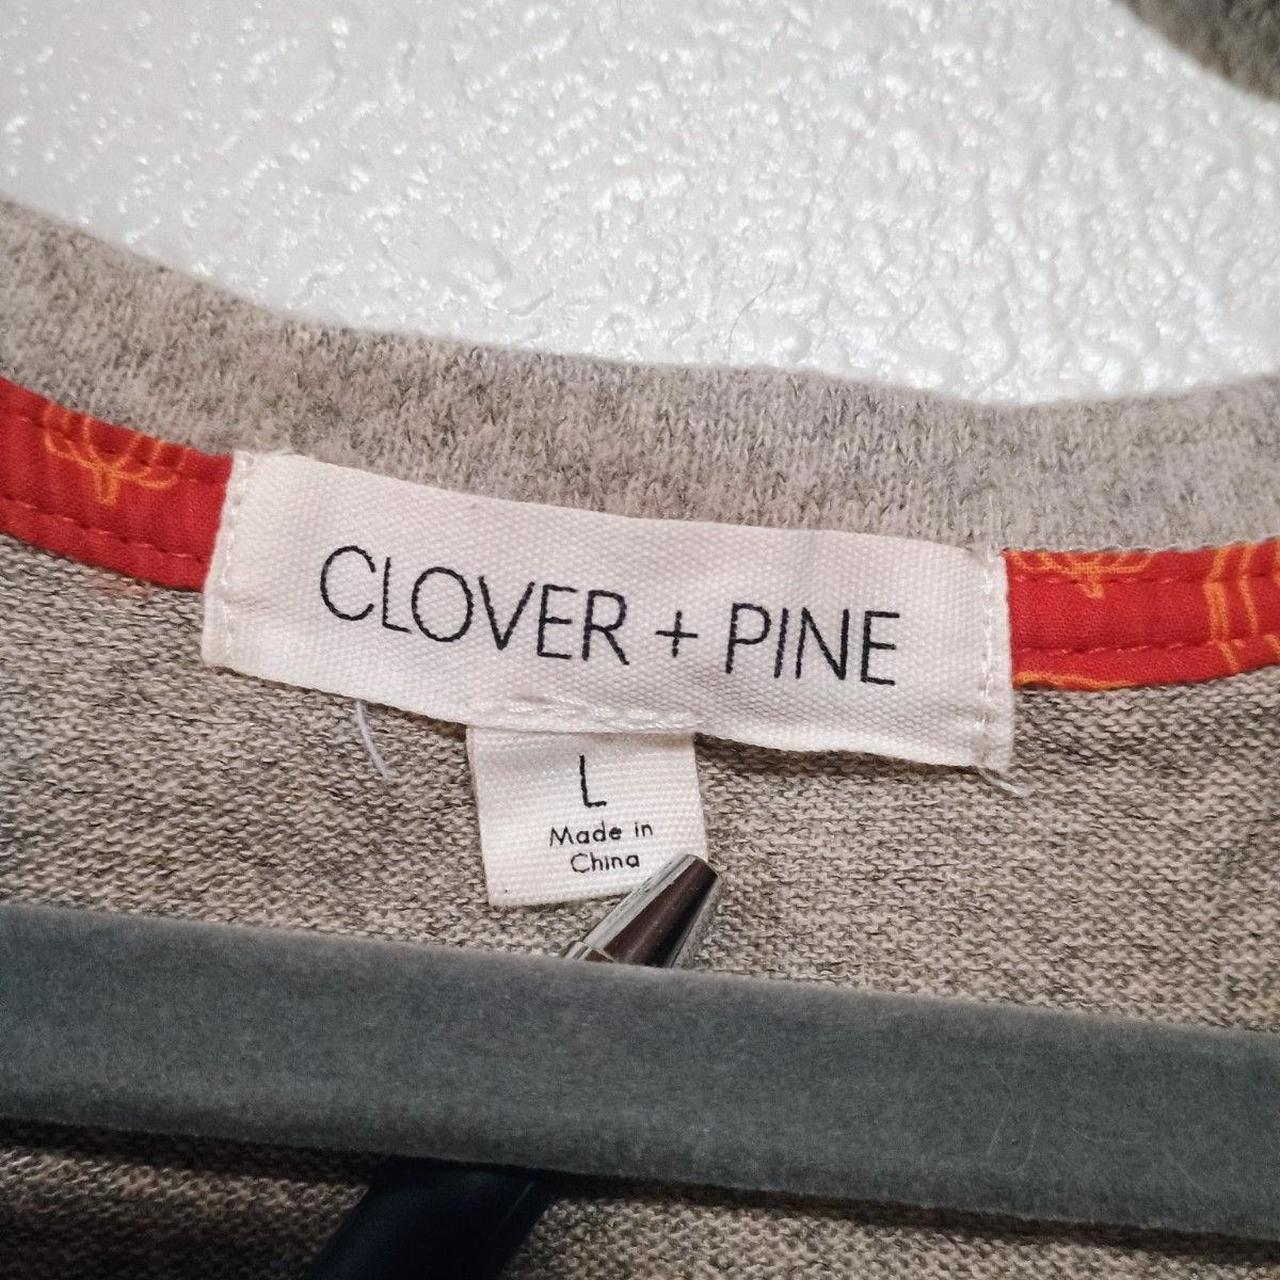 CLOVER + PINE
L
Made in
China